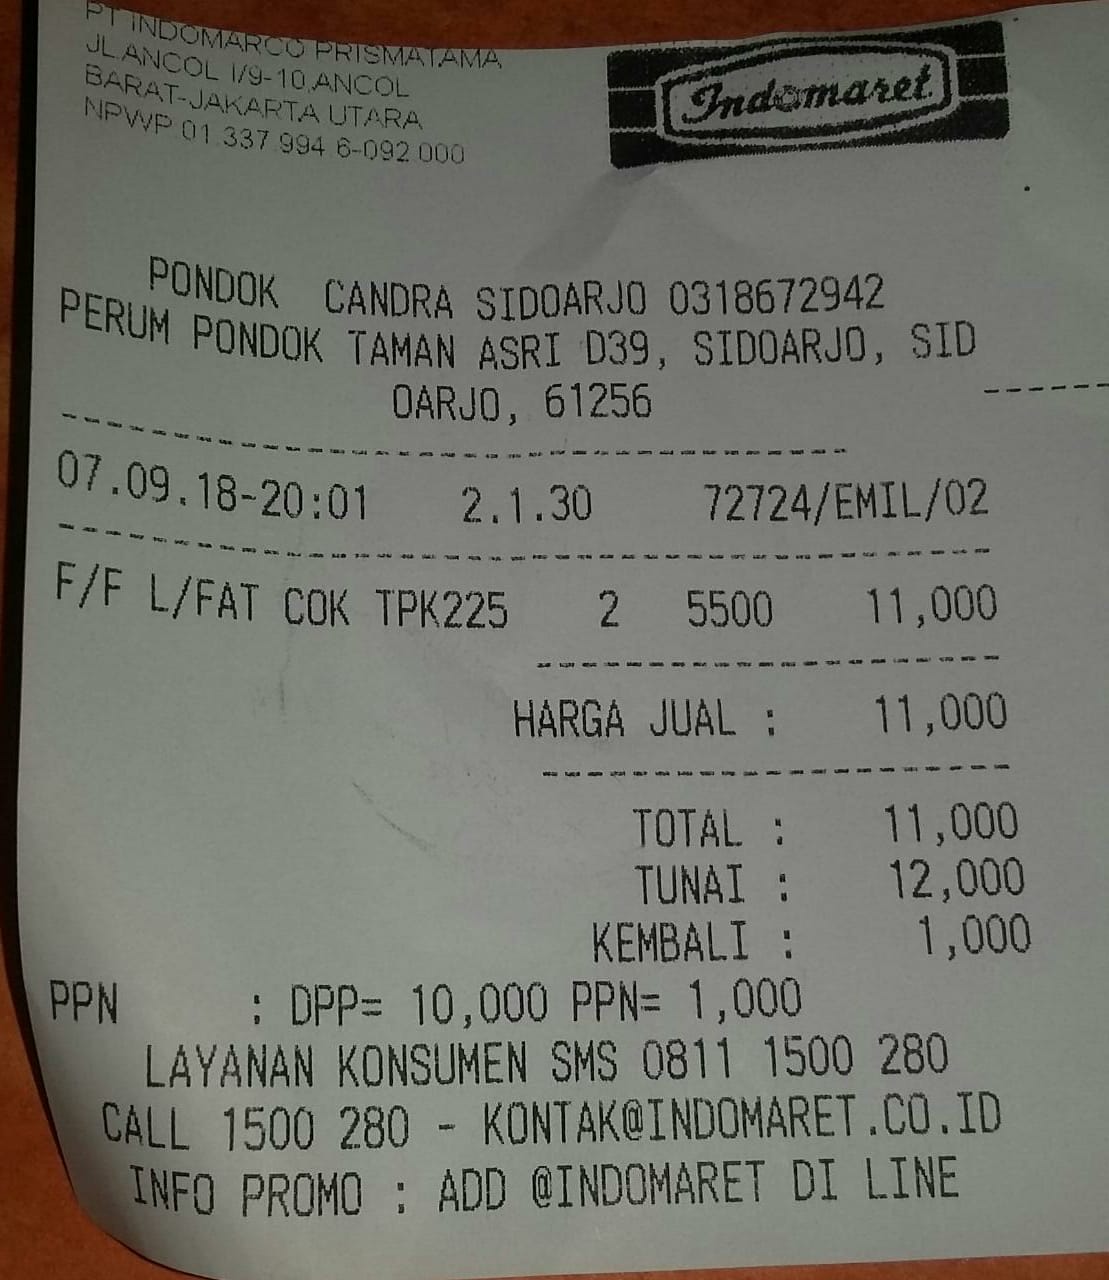 PT INDOMARCO PRISMATAMA
JL.ANCOL I/9-10,ANCOL
BARAT-JAKARTA UTARA
NPWP 01.337.994.6-092.000
Indomaret
PONDOK CANDRA SIDOARJO 0318672942
PERUM PONDOK TAMAN ASRI D39, SIDOARJO, SID
OARJO, 61256
07.09.18-20:01 2.1.30 72724/EMIL/02
F/F L/FAT COK TPK225 2 5500 11,000
HARGA JUAL : 11,000
TOTAL : 11,000
TUNAI : 12,000
KEMBALI : 1,000
PPN : DPP= 10,000 PPN= 1,000
LAYANAN KONSUMEN SMS 0811 1500 280
CALL 1500 280 - KONTAK@INDOMARET.CO.ID
INFO PROMO : ADD @INDOMARET DI LINE